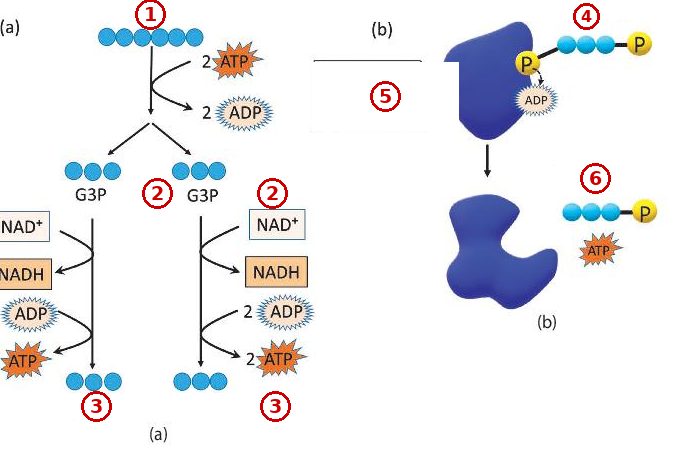 (a)
1
2 ATP
2 ADP
G3P
2
G3P
2
NAD+
NADH
ADP
ATP
3
NAD+
NADH
2 ADP
2 ATP
3
(a)
(b)
4
P
P
ADP
5
6
P
ATP
(b)